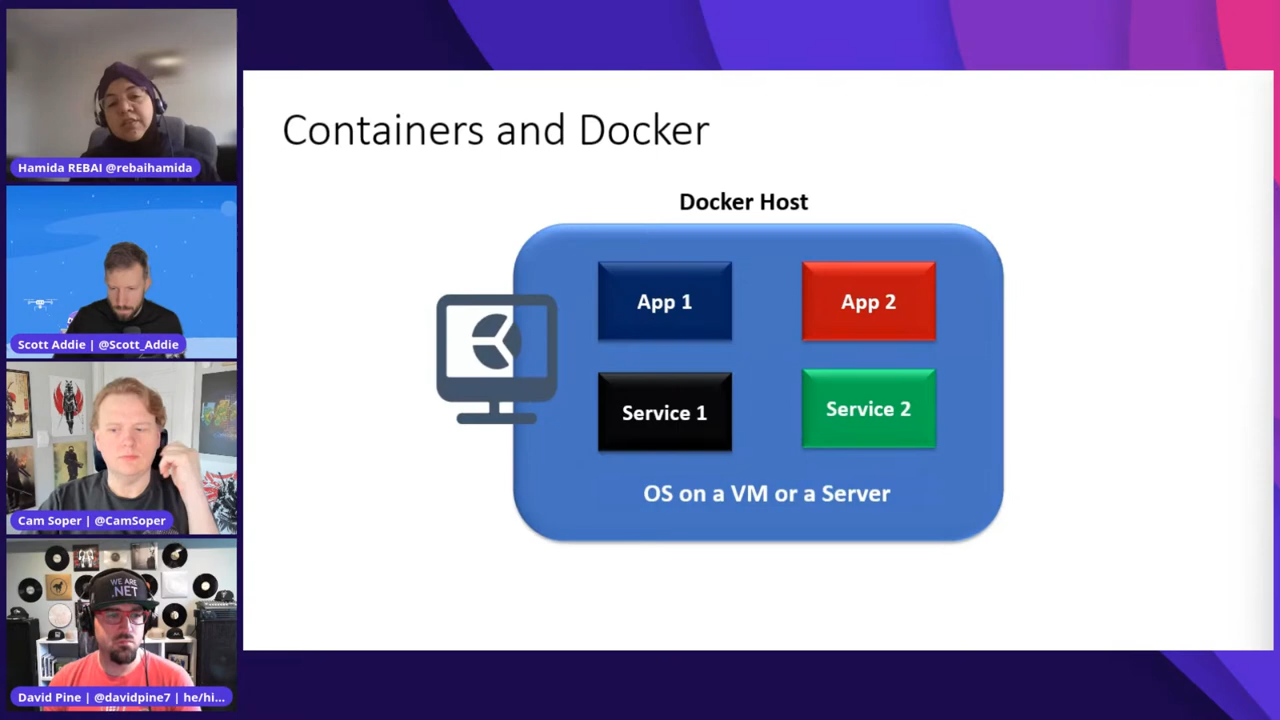 Hamida REBAI @rebaihamida
Scott Addie | @Scott_Addie
Cam Soper | @CamSoper
WE ARE
.NET
David Pine | @davidpine7 | he/hi...
Containers and Docker
Docker Host
App 1
App 2
Service 1
Service 2
OS on a VM or a Server